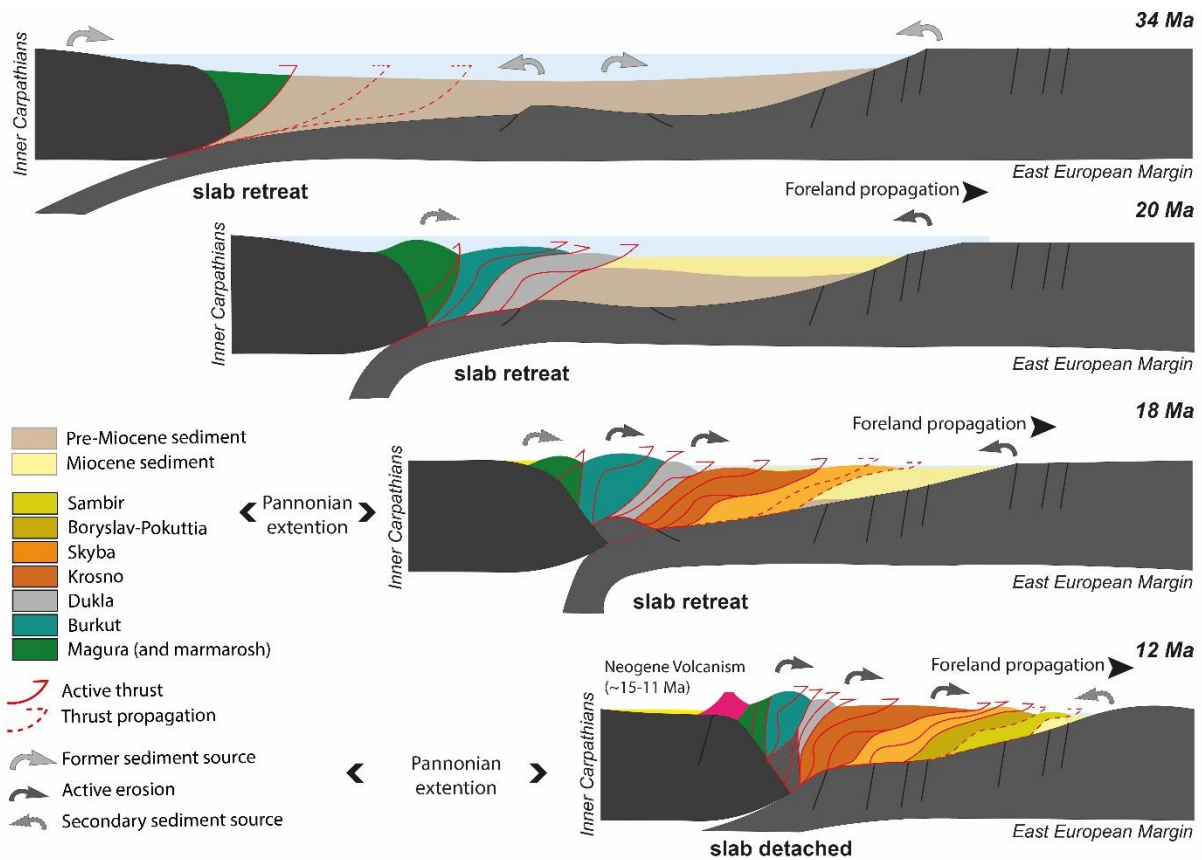 34 Ma
Inner Carpathians
slab retreat
East European Margin
Foreland propagation
20 Ma
Inner Carpathians
East European Margin
slab retreat
18 Ma
Foreland propagation
Pre-Miocene sediment
Miocene sediment
Sambir
Boryslav-Pokuttia
Skyba
Krosno
Dukla
Burkut
Magura (and marmarosh)
Active thrust
Thrust propagation
Former sediment source
Active erosion
Secondary sediment source
Pannonian
extention
Inner Carpathians
East European Margin
slab retreat
12 Ma
Neogene Volcanism
(~15-11 Ma)
Foreland propagation
Pannonian
extention
Inner Carpathians
East European Margin
slab detached